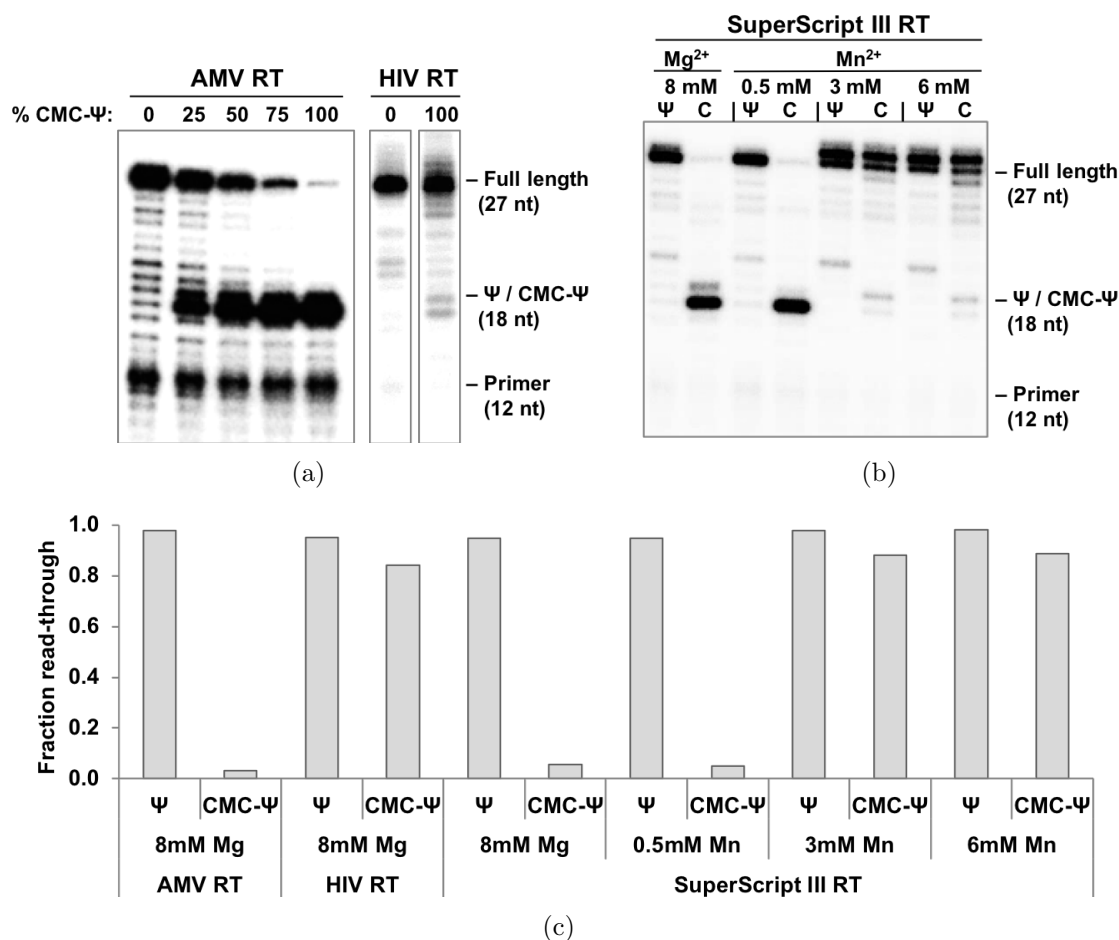 AMV RT HIV RT
% CMC-Ψ: 0 25 50 75 100 0 100
– Full length
(27 nt)
– Ψ / CMC-Ψ
(18 nt)
– Primer
(12 nt)
(a)
SuperScript III RT
Mg²⁺ Mn²⁺
8 mM 0.5 mM 3 mM 6 mM
Ψ C Ψ C Ψ C Ψ C
– Full length
(27 nt)
– Ψ / CMC-Ψ
(18 nt)
– Primer
(12 nt)
(b)
Fraction read-through
1.0
0.8
0.6
0.4
0.2
0.0
Ψ CMC-Ψ Ψ CMC-Ψ Ψ CMC-Ψ Ψ CMC-Ψ Ψ CMC-Ψ Ψ CMC-Ψ
8mM Mg 8mM Mg 8mM Mg 0.5mM Mn 3mM Mn 6mM Mn
AMV RT HIV RT SuperScript III RT
(c)